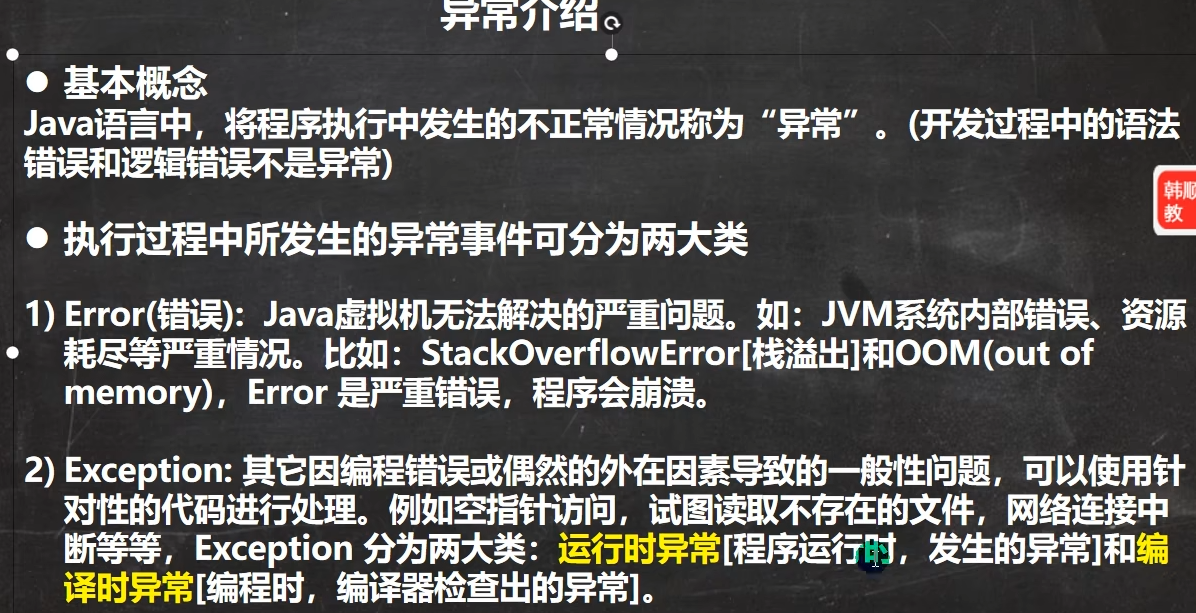 异常介绍
● 基本概念
Java语言中，将程序执行中发生的不正常情况称为“异常”。(开发过程中的语法
错误和逻辑错误不是异常)
● 执行过程中所发生的异常事件可分为两大类
1) Error(错误)：Java虚拟机无法解决的严重问题。如：JVM系统内部错误、资源
耗尽等严重情况。比如：StackOverflowError[栈溢出]和OOM(out of
memory)，Error 是严重错误，程序会崩溃。
2) Exception: 其它因编程错误或偶然的外在因素导致的一般性问题，可以使用针
对性的代码进行处理。例如空指针访问，试图读取不存在的文件，网络连接中
断等等，Exception 分为两大类：运行时异常[程序运行时，发生的异常]和编
译时异常[编程时，编译器检查出的异常]。
韩顺
教